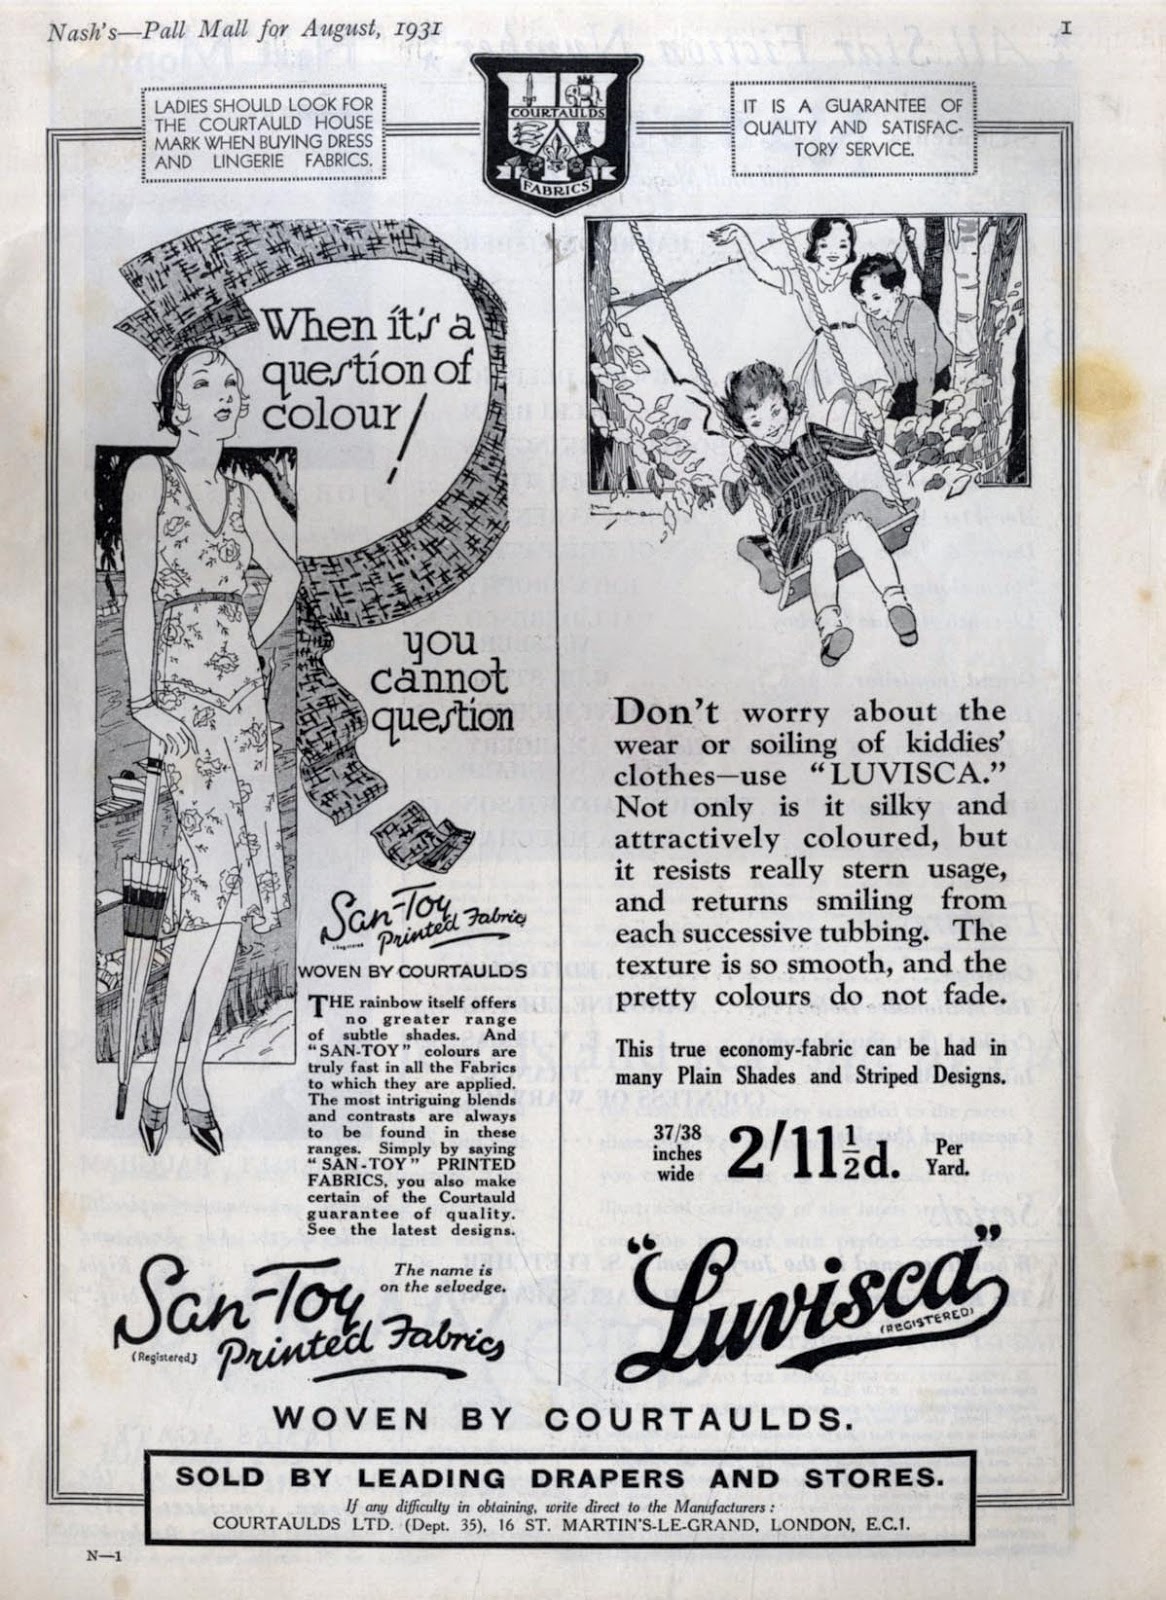 Nash's—Pall Mall for August, 1931
1
LADIES SHOULD LOOK FOR
THE COURTAULD HOUSE
MARK WHEN BUYING DRESS
AND LINGERIE FABRICS.
COURTAULDS
FABRICS
IT IS A GUARANTEE OF
QUALITY AND SATISFAC-
TORY SERVICE.
When it's a
question of
colour!
you
cannot
question
San-Toy
Printed Fabrics
WOVEN BY COURTAULDS
THE rainbow itself offers
no greater range
of subtle shades. And
"SAN-TOY" colours are
truly fast in all the Fabrics
to which they are applied.
The most intriguing blends
and contrasts are always
to be found in these
ranges. Simply by saying
"SAN-TOY" PRINTED
FABRICS, you also make
certain of the Courtauld
guarantee of quality.
See the latest designs.
The name is
on the selvedge.
San-Toy
(Registered)
Printed Fabrics
Don't worry about the
wear or soiling of kiddies'
clothes—use "LUVISCA."
Not only is it silky and
attractively coloured, but
it resists really stern usage,
and returns smiling from
each successive tubbing. The
texture is so smooth, and the
pretty colours do not fade.
This true economy-fabric can be had in
many Plain Shades and Striped Designs.
37/38
inches
wide
2/11½d.
Per
Yard.
"Luvisca"
(REGISTERED)
WOVEN BY COURTAULDS.
SOLD BY LEADING DRAPERS AND STORES.
If any difficulty in obtaining, write direct to the Manufacturers :
COURTAULDS LTD. (Dept. 35), 16 ST. MARTIN'S-LE-GRAND, LONDON, E.C.1.
N—1